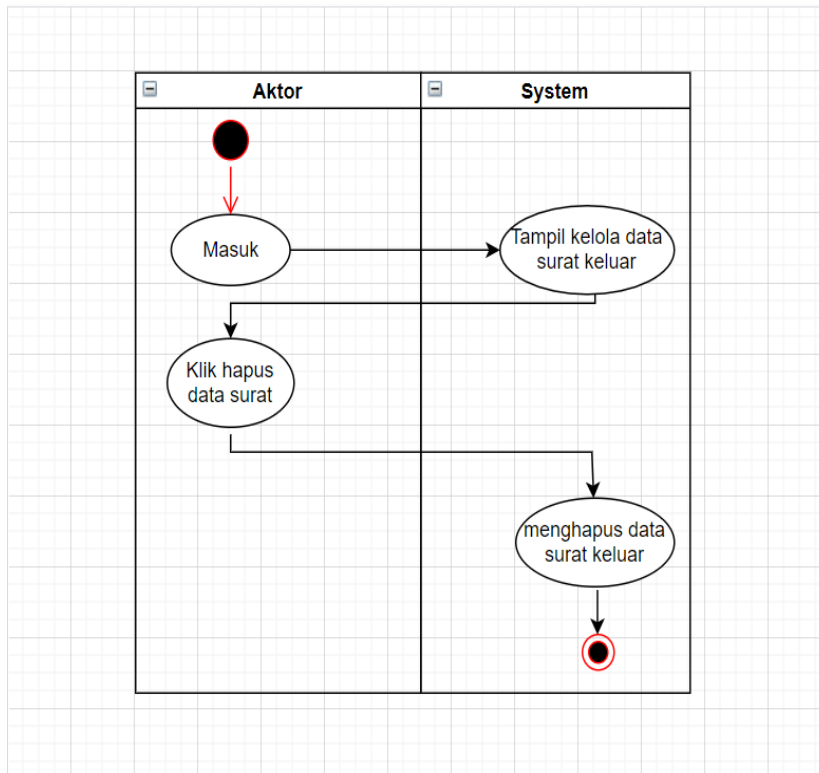 Aktor
System
Masuk
Tampil kelola data
surat keluar
Klik hapus
data surat
menghapus data
surat keluar